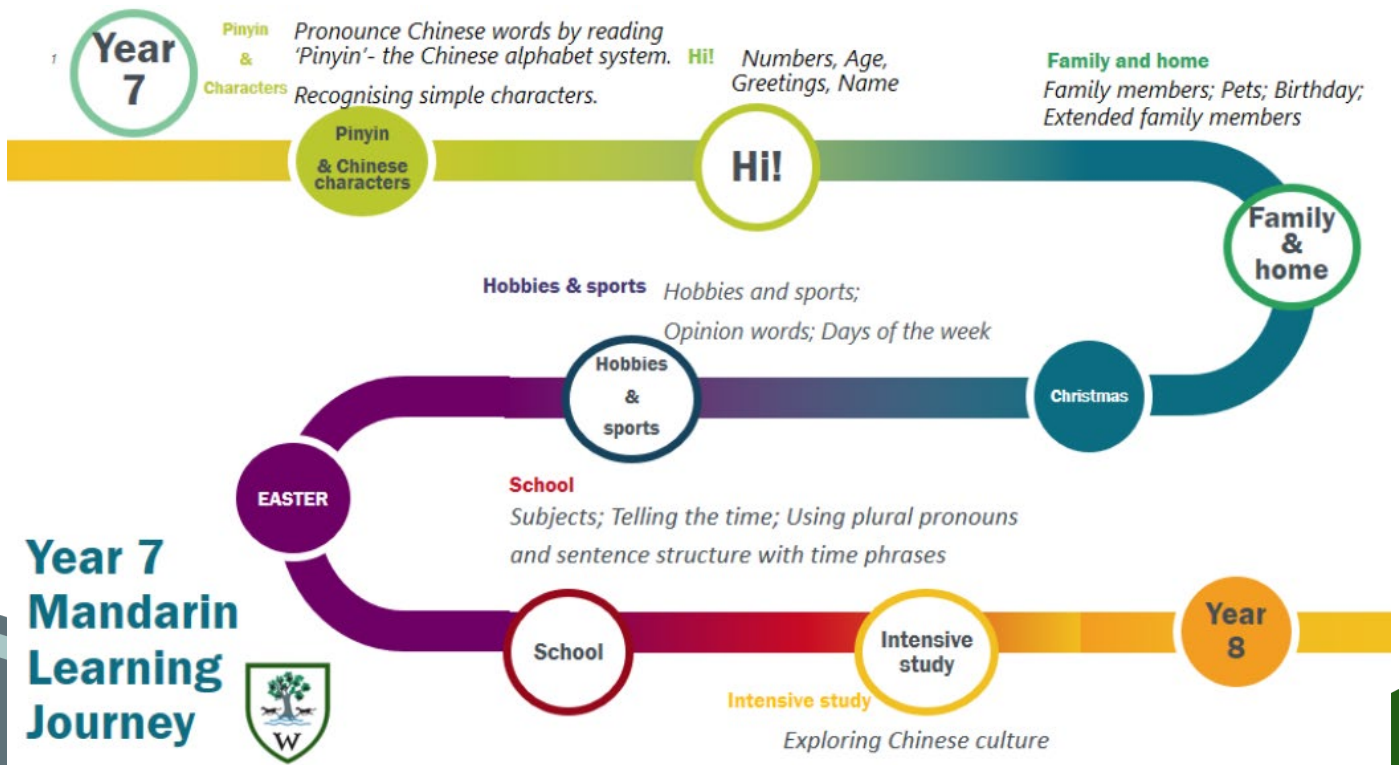 1
Year
7
Pinyin
&
Characters
Pronounce Chinese words by reading
‘Pinyin’- the Chinese alphabet system.
Recognising simple characters.
Hi!
Numbers, Age,
Greetings, Name
Family and home
Family members; Pets; Birthday;
Extended family members
Pinyin
& Chinese
characters
Hi!
Family
&
home
Hobbies & sports
Hobbies and sports;
Opinion words; Days of the week
Hobbies
&
sports
Christmas
EASTER
School
Subjects; Telling the time; Using plural pronouns
and sentence structure with time phrases
School
Intensive
study
Year
8
Intensive study
Exploring Chinese culture
Year 7
Mandarin
Learning
Journey
W